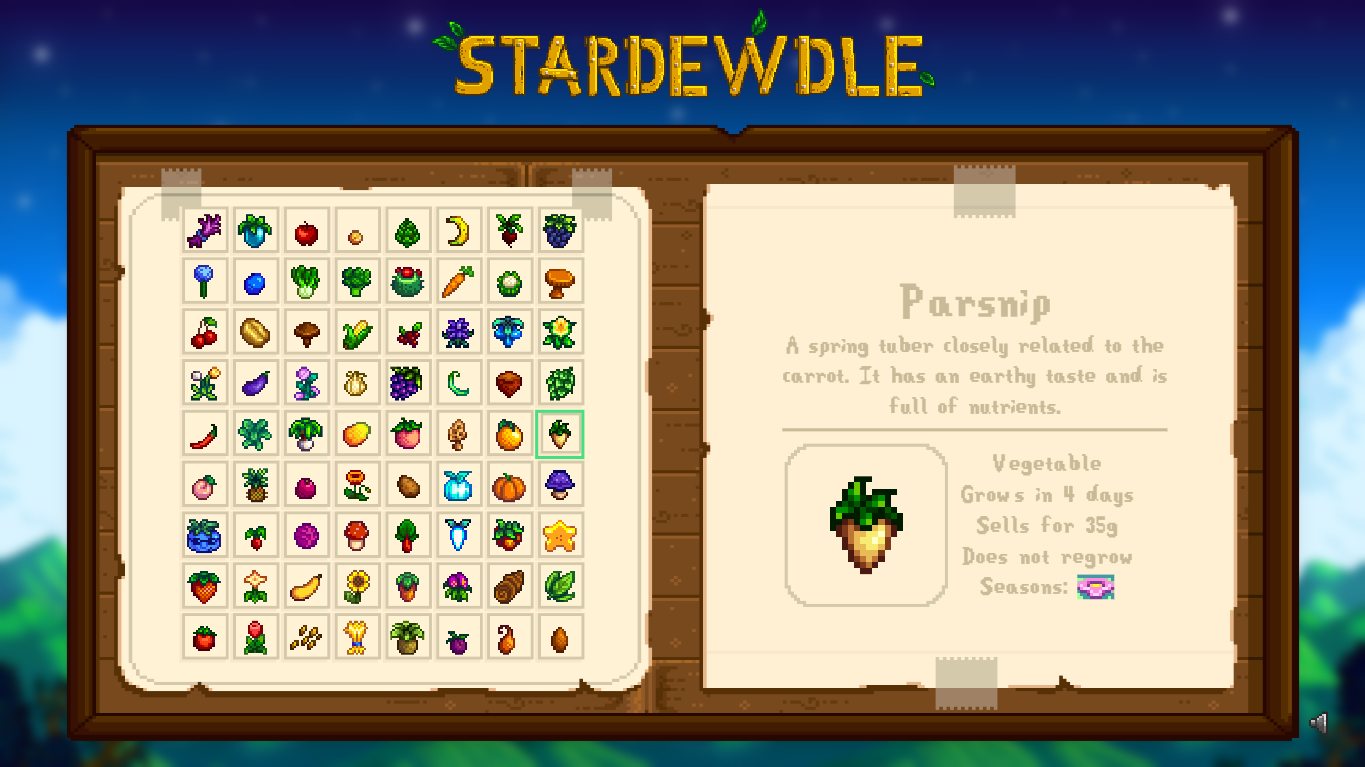 STARDEWDLE
Parsnip
A spring tuber closely related to the
carrot. It has an earthy taste and is
full of nutrients.
Vegetable
Grows in 4 days
Sells for 35g
Does not regrow
Seasons: